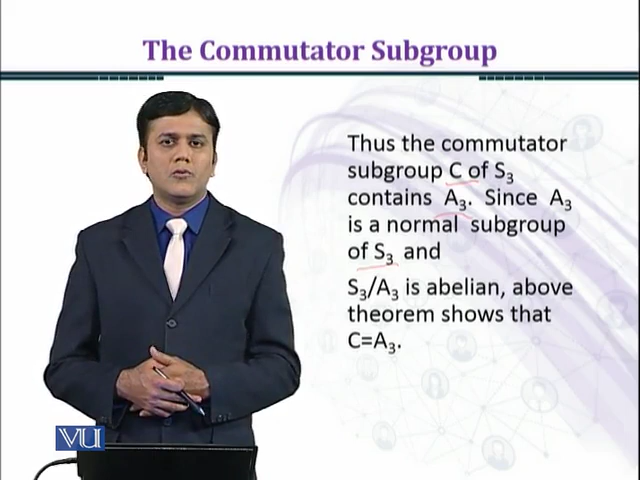 The Commutator Subgroup
Thus the commutator
subgroup C of S₃
contains A₃. Since A₃
is a normal subgroup
of S₃ and
S₃/A₃ is abelian, above
theorem shows that
C=A₃.
VU